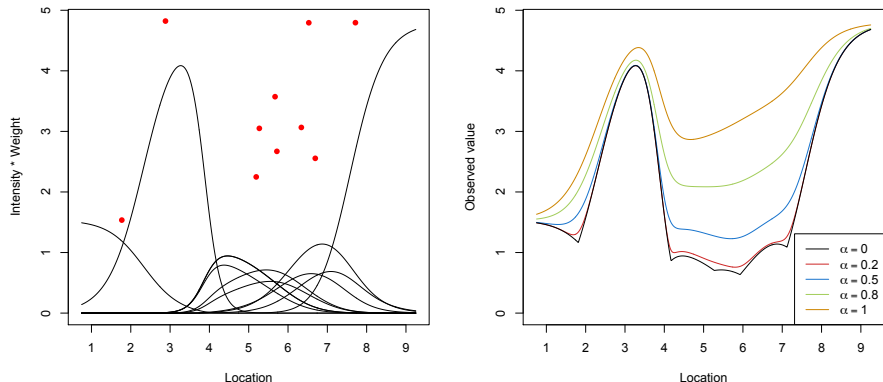 Intensity * Weight
5
4
3
2
1
0
1 2 3 4 5 6 7 8 9
Location
Observed value
5
4
3
2
1
0
1 2 3 4 5 6 7 8 9
Location
α = 0
α = 0.2
α = 0.5
α = 0.8
α = 1